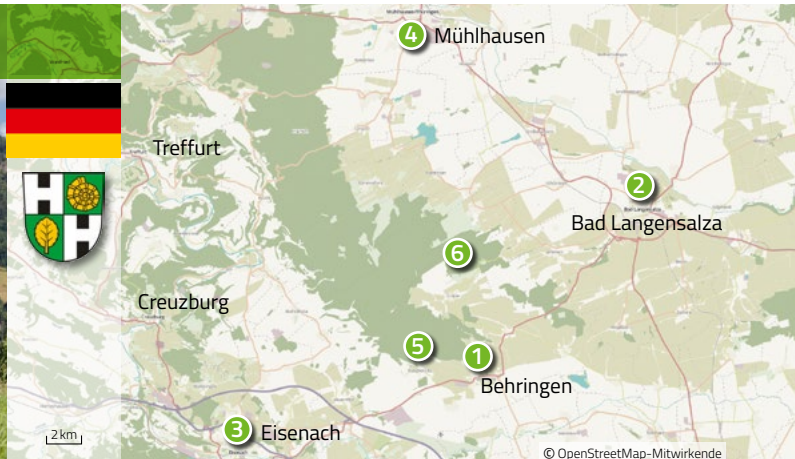 4 Mühlhausen
Treffurt
2
Bad Langensalza
6
Creuzburg
5
1
Behringen
3 Eisenach
2 km
© OpenStreetMap-Mitwirkende